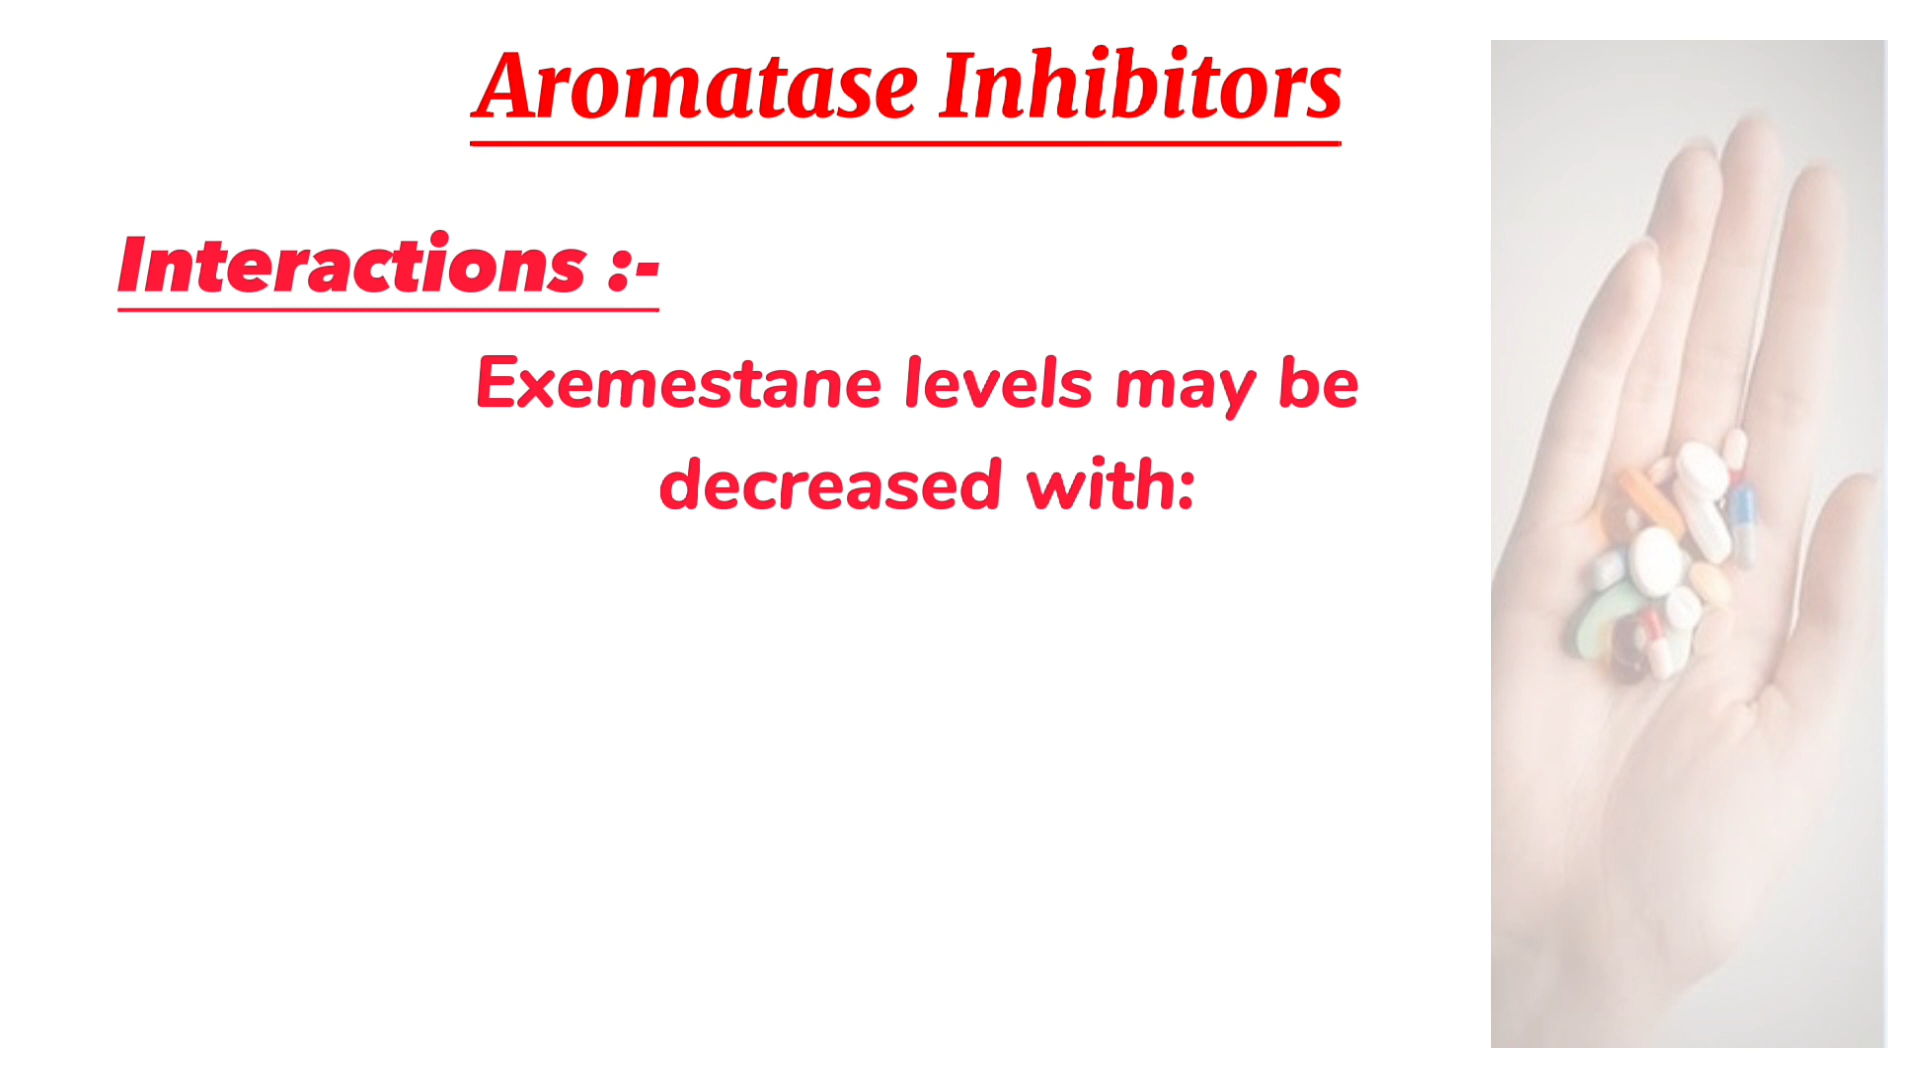 Aromatase Inhibitors
Interactions :-
Exemestane levels may be
decreased with: